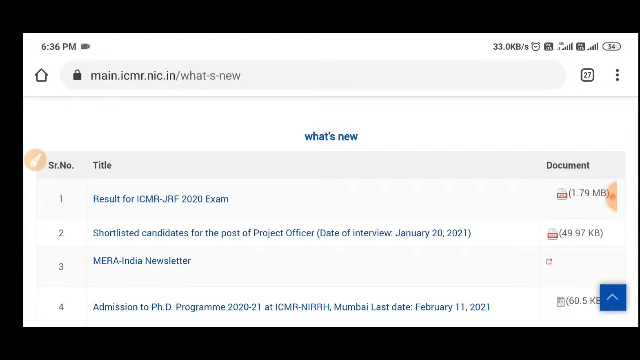 6:36 PM 33.0KB/s 34
main.icmr.nic.in/what-s-new 27
what's new
Sr.No. Title Document
1 Result for ICMR-JRF 2020 Exam (1.79 MB)
2 Shortlisted candidates for the post of Project Officer (Date of interview: January 20, 2021) (49.97 KB)
3 MERA-India Newsletter
4 Admission to Ph.D. Programme 2020-21 at ICMR-NIRRH, Mumbai Last date: February 11, 2021 (60.5 KB